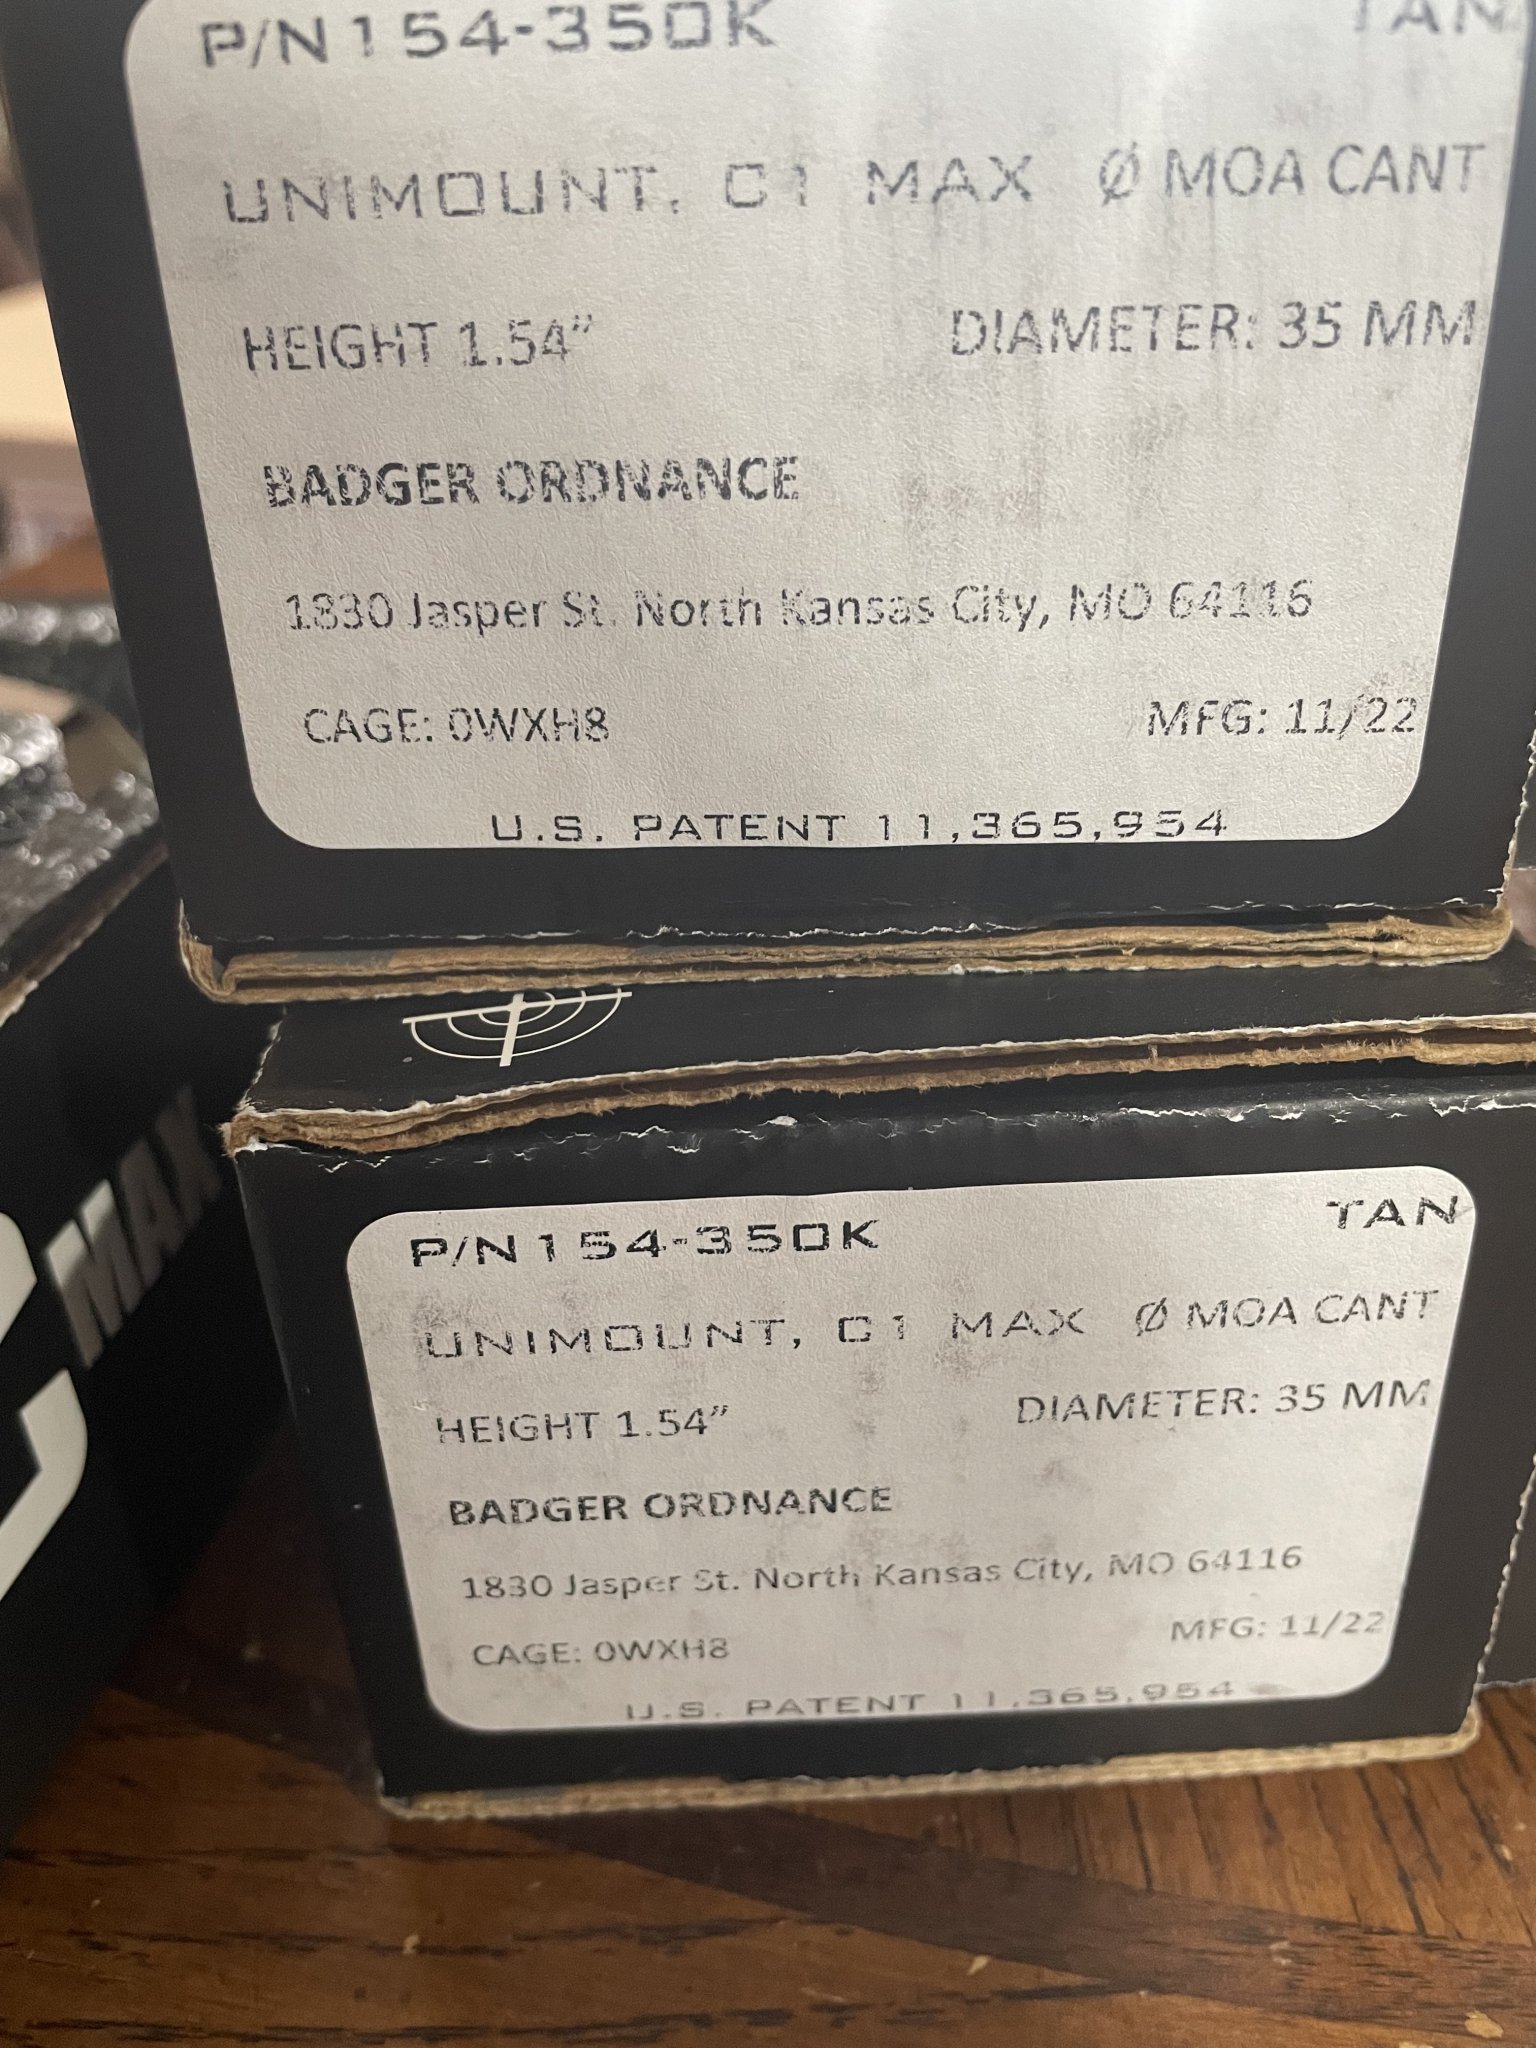 P/N 154-350K TAN
UNIMOUNT, C1 MAX Ø MOA CANT
HEIGHT 1.54" DIAMETER: 35 MM
BADGER ORDNANCE
1830 Jasper St. North Kansas City, MO 64116
CAGE: 0WXH8 MFG: 11/22
U.S. PATENT 11,365,954
MAX
P/N 154-350K TAN
UNIMOUNT, C1 MAX Ø MOA CANT
HEIGHT 1.54" DIAMETER: 35 MM
BADGER ORDNANCE
1830 Jasper St. North Kansas City, MO 64116
CAGE: 0WXH8 MFG: 11/22
U.S. PATENT 11,365,954